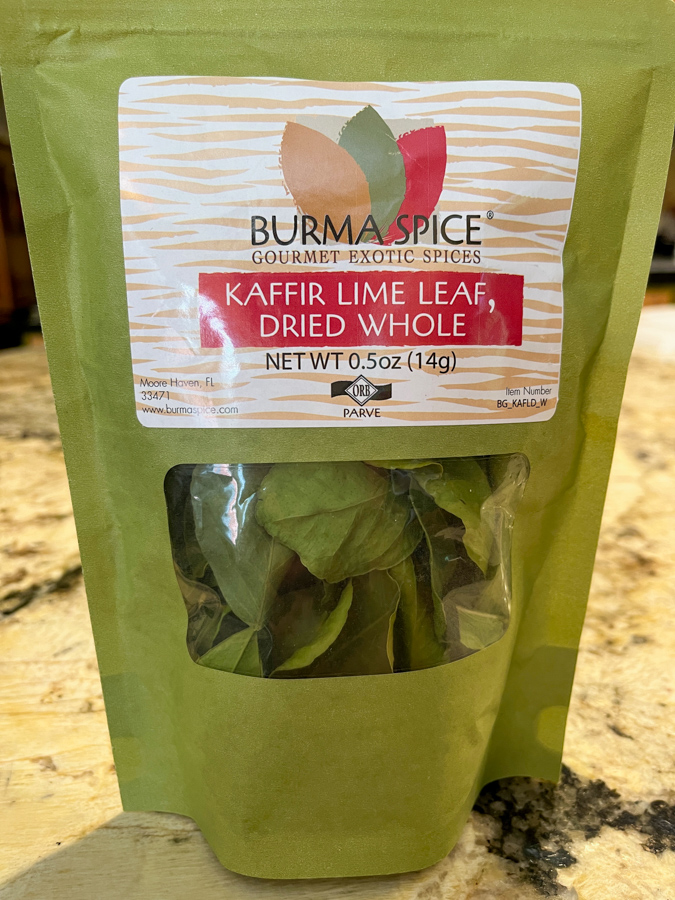 BURMA SPICE®
GOURMET EXOTIC SPICES
KAFFIR LIME LEAF,
DRIED WHOLE
NET WT 0.5oz (14g)
Moore Haven, FL
33471
www.burmaspice.com
ORB
PARVE
Item Number
BG_KAFLD_W